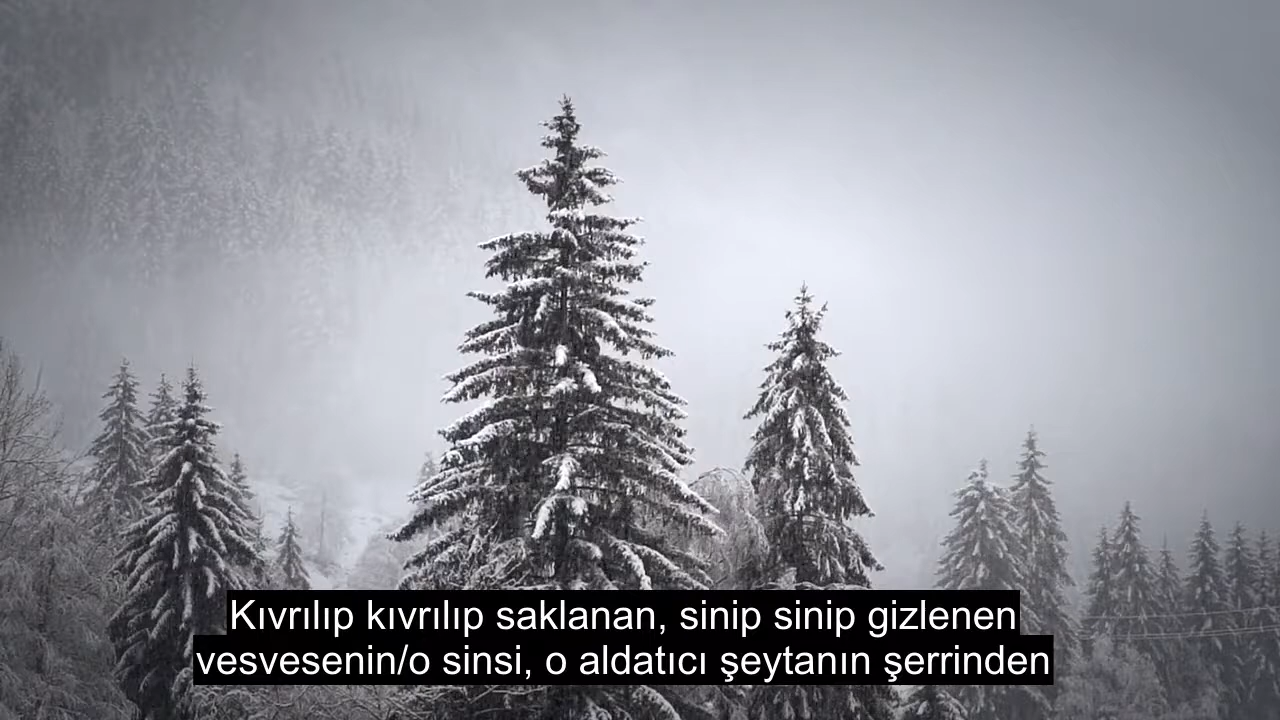 Kıvrılıp kıvrılıp saklanan, sinip sinip gizlenen
vesvesenin/o sinsi, o aldatıcı şeytanın şerrinden